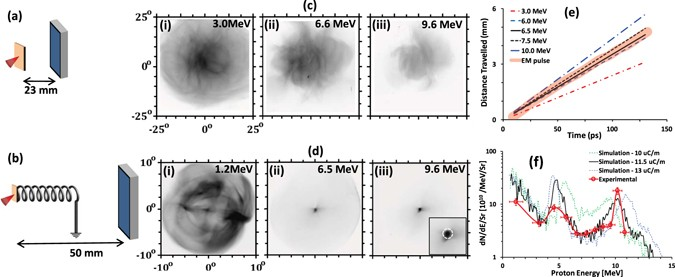 (a)
23 mm
(b)
50 mm
(c)
(i)
3.0MeV
(ii)
6.6 MeV
(iii)
9.6 MeV
25°
0°
-25°
-25°
0°
25°
(d)
(i)
1.2MeV
(ii)
6.5 MeV
(iii)
9.6 MeV
10°
0°
-10°
-10°
0°
10°
(e)
3.0 MeV
6.0 MeV
6.5 MeV
7.5 MeV
10.0 MeV
EM pulse
Distance Travelled (mm)
6
3
0
0
50
100
150
Time (ps)
(f)
Simulation - 10 uC/m
Simulation - 11.5 uC/m
Simulation - 13 uC/m
Experimental
dN/dE/Sr [10¹⁰ /MeV/Sr]
100
10
1
0
5
10
15
Proton Energy [MeV]